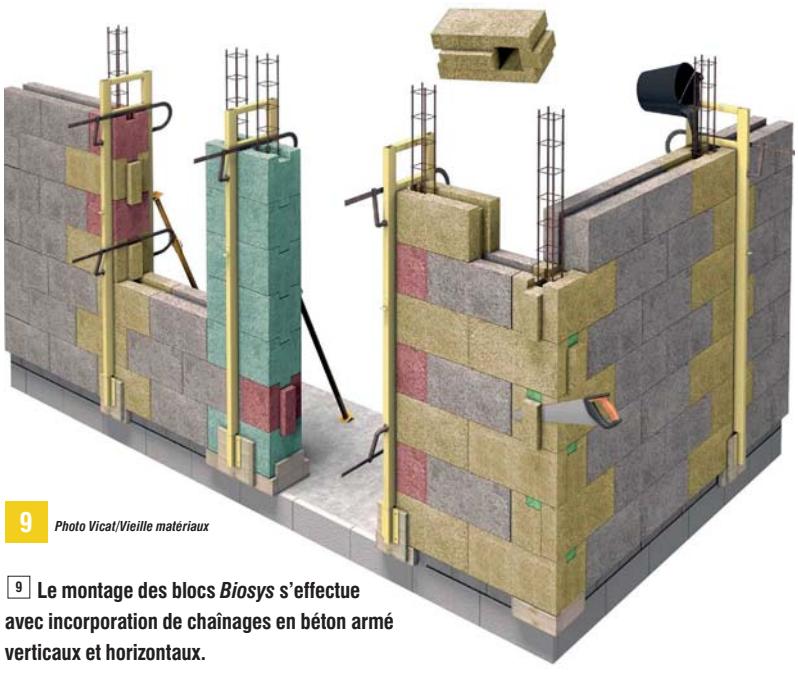 9 Photo Vicat/Vieille matériaux
9 Le montage des blocs Biosys s'effectue
avec incorporation de chaînages en béton armé
verticaux et horizontaux.